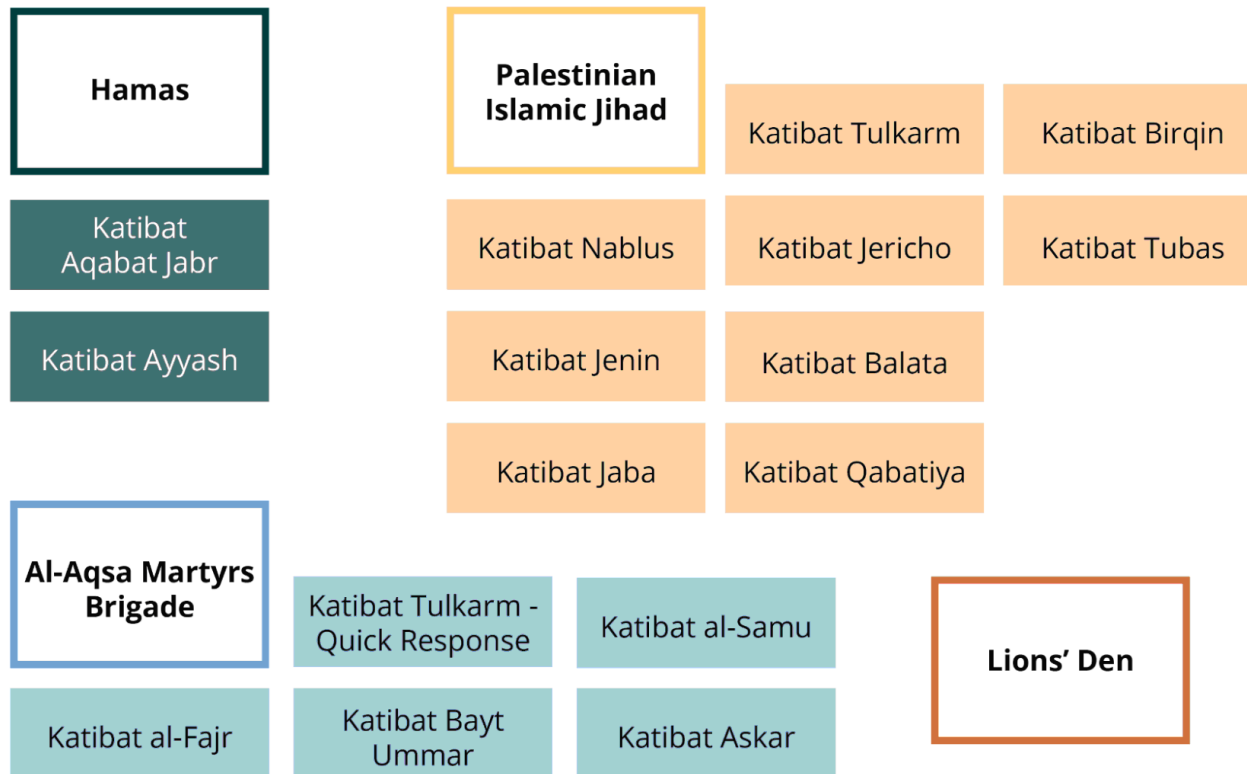 Hamas
Katibat
Aqabat Jabr
Katibat Ayyash
Palestinian
Islamic Jihad
Katibat Tulkarm
Katibat Birqin
Katibat Nablus
Katibat Jericho
Katibat Tubas
Katibat Jenin
Katibat Balata
Katibat Jaba
Katibat Qabatiya
Al-Aqsa Martyrs
Brigade
Katibat Tulkarm -
Quick Response
Katibat al-Samu
Katibat al-Fajr
Katibat Bayt
Ummar
Katibat Askar
Lions’ Den